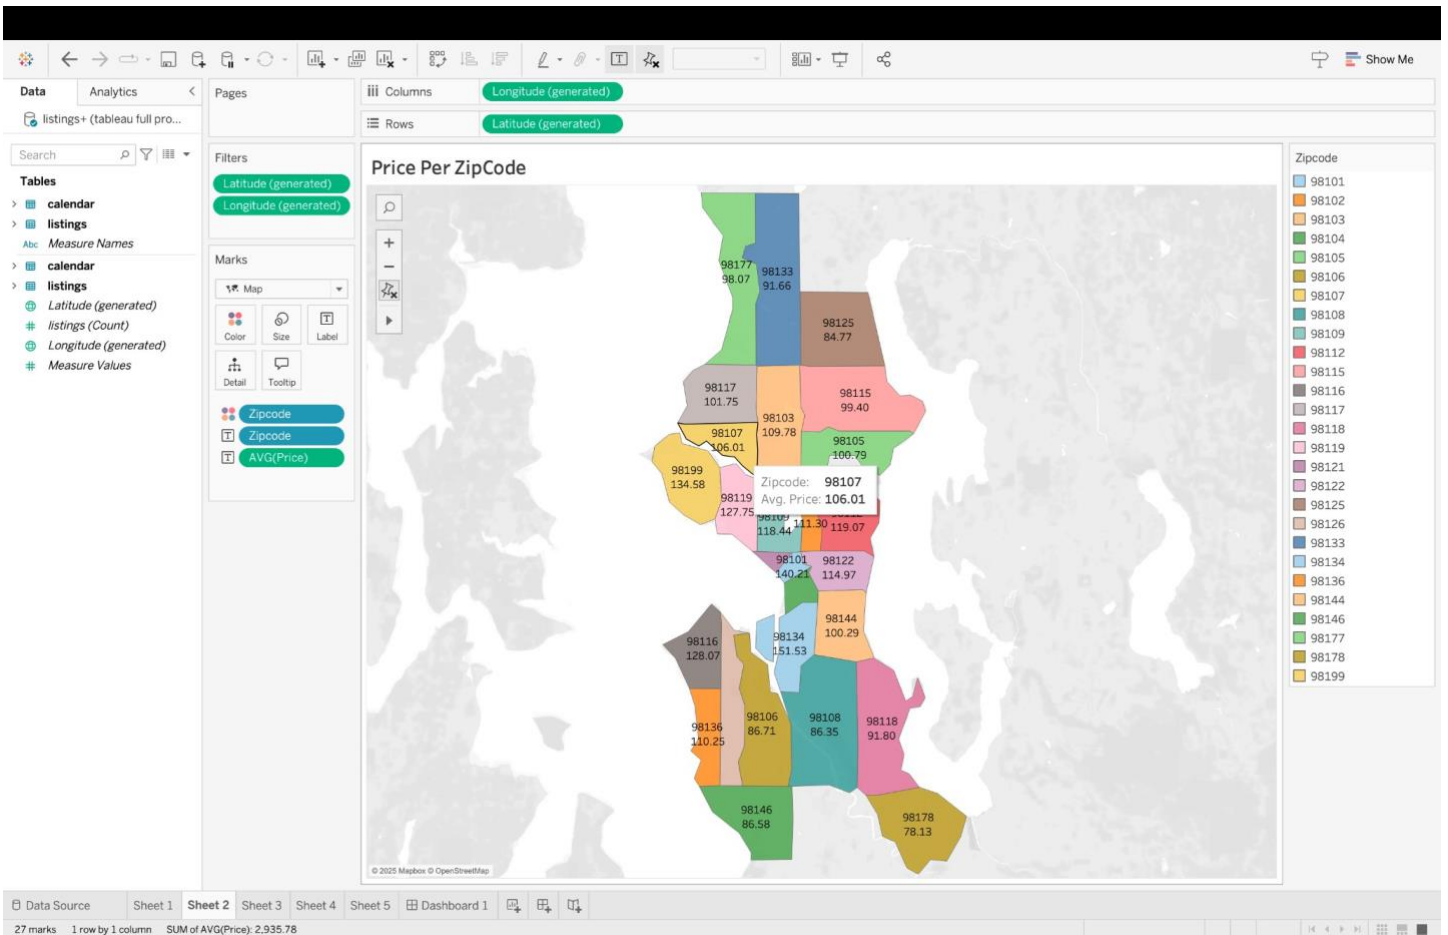 Show Me
Data
Analytics
Pages
Columns
Longitude (generated)
listings+ (tableau full pro...
Rows
Latitude (generated)
Search
Filters
Latitude (generated)
Longitude (generated)
Tables
calendar
listings
Abc Measure Names
calendar
listings
Latitude (generated)
listings (Count)
Longitude (generated)
Measure Values
Marks
Map
Color
Size
Label
Detail
Tooltip
Zipcode
Zipcode
AVG(Price)
Price Per ZipCode
98177
98.07
98133
91.66
98125
84.77
98117
101.75
98103
109.78
98115
99.40
98107
106.01
98105
100.79
98199
134.58
98119
127.75
Zipcode: 98107
Avg. Price: 106.01
98109
118.44
111.30
119.07
98101
140.21
98122
114.97
98144
100.29
98134
151.53
98116
128.07
98136
110.25
98106
86.71
98108
86.35
98118
91.80
98146
86.58
98178
78.13
© 2025 Mapbox © OpenStreetMap
Zipcode
98101
98102
98103
98104
98105
98106
98107
98108
98109
98112
98115
98116
98117
98118
98119
98121
98122
98125
98126
98133
98134
98136
98144
98146
98177
98178
98199
Data Source
Sheet 1
Sheet 2
Sheet 3
Sheet 4
Sheet 5
Dashboard 1
27 marks 1 row by 1 column SUM of AVG(Price): 2,935.78